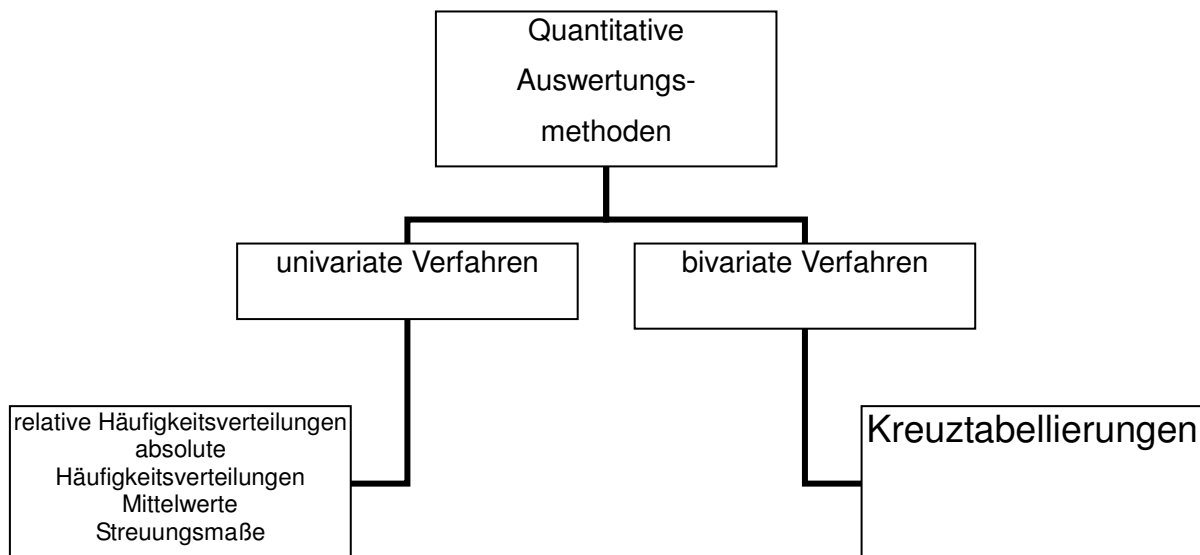 Quantitative
Auswertungs-
methoden
univariate Verfahren
bivariate Verfahren
relative Häufigkeitsverteilungen
absolute
Häufigkeitsverteilungen
Mittelwerte
Streuungsmaße
Kreuztabellierungen